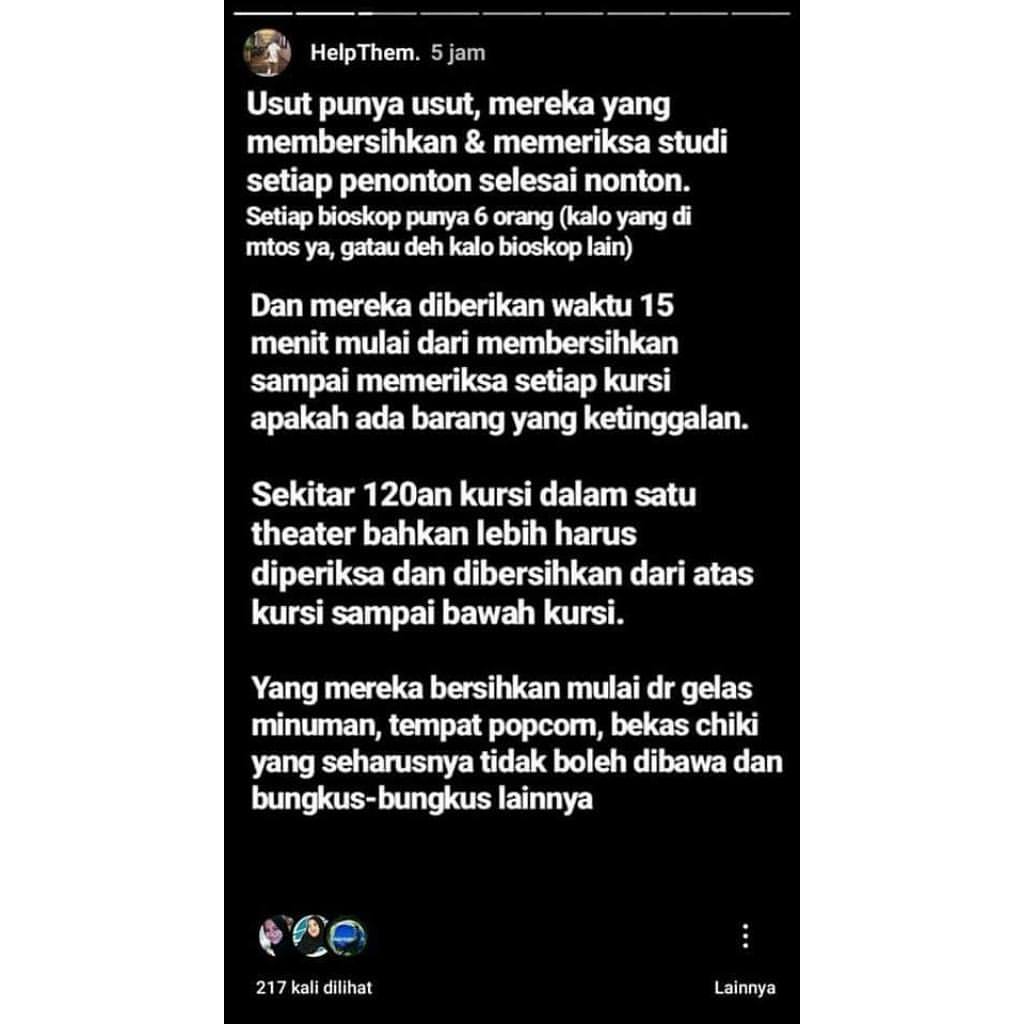 HelpThem. 5 jam
Usut punya usut, mereka yang
membersihkan & memeriksa studi
setiap penonton selesai nonton.
Setiap bioskop punya 6 orang (kalo yang di
mtos ya, gatau deh kalo bioskop lain)
Dan mereka diberikan waktu 15
menit mulai dari membersihkan
sampai memeriksa setiap kursi
apakah ada barang yang ketinggalan.
Sekitar 120an kursi dalam satu
theater bahkan lebih harus
diperiksa dan dibersihkan dari atas
kursi sampai bawah kursi.
Yang mereka bersihkan mulai dr gelas
minuman, tempat popcorn, bekas chiki
yang seharusnya tidak boleh dibawa dan
bungkus-bungkus lainnya
217 kali dilihat
Lainnya